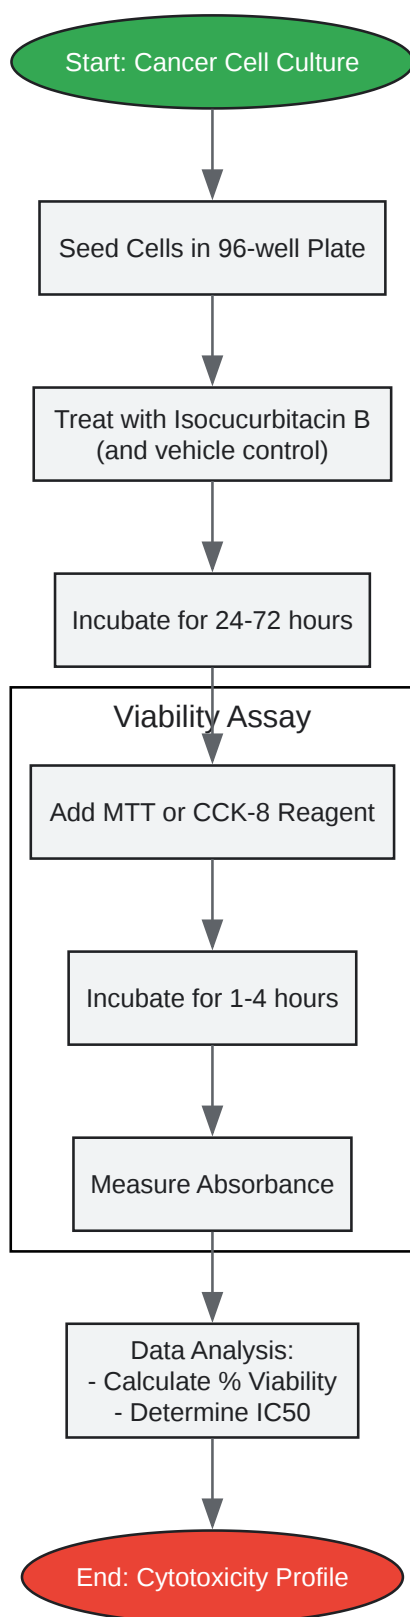 Start: Cancer Cell Culture
Seed Cells in 96-well Plate
Treat with Isocucurbitacin B
(and vehicle control)
Incubate for 24-72 hours
Viability Assay
Add MTT or CCK-8 Reagent
Incubate for 1-4 hours
Measure Absorbance
Data Analysis:
- Calculate % Viability
- Determine IC50
End: Cytotoxicity Profile